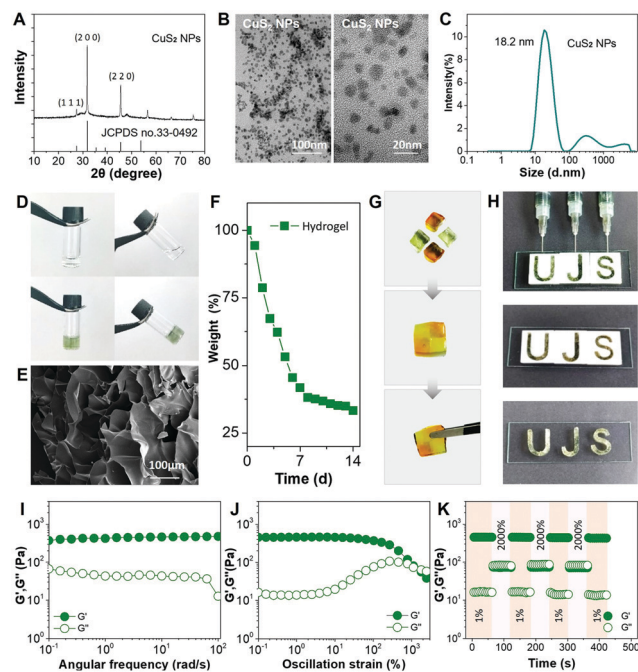 A
Intensity
(2 0 0)
CuS₂ NPs
(1 1 1)
(2 2 0)
JCPDS no.33-0492
10 20 30 40 50 60 70 80
2θ (degree)
B
CuS₂ NPs
CuS₂ NPs
100nm
20nm
C
Intensity(%)
10
8
6
4
2
0
18.2 nm
CuS₂ NPs
1 10 100 1000
Size (d.nm)
D
E
100μm
F
Weight (%)
100
75
50
25
Hydrogel
0 7 14
Time (d)
G
H
U J S
U J S
U J S
I
G',G''(Pa)
10³
10²
10¹
10⁰
G'
G''
10⁻¹ 10⁰ 10¹ 10²
Angular frequency (rad/s)
J
G',G''(Pa)
10³
10²
10¹
10⁰
G'
G''
10⁻¹ 10⁰ 10¹ 10² 10³
Oscillation strain (%)
K
G',G''(Pa)
10³
10²
10¹
10⁰
2000%
2000%
2000%
1%
1%
1%
1%
G'
G''
0 100 200 300 400 500
Time (s)